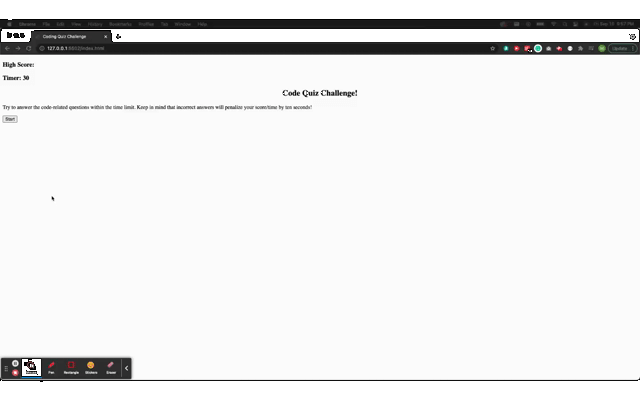 Coding Quiz Challenge
127.0.0.1:5502/index.html
Update
High Score:
Timer: 30
Code Quiz Challenge!
Try to answer the code-related questions within the time limit. Keep in mind that incorrect answers will penalize your score/time by ten seconds!
Start
Pen
Rectangle
Stickers
Eraser